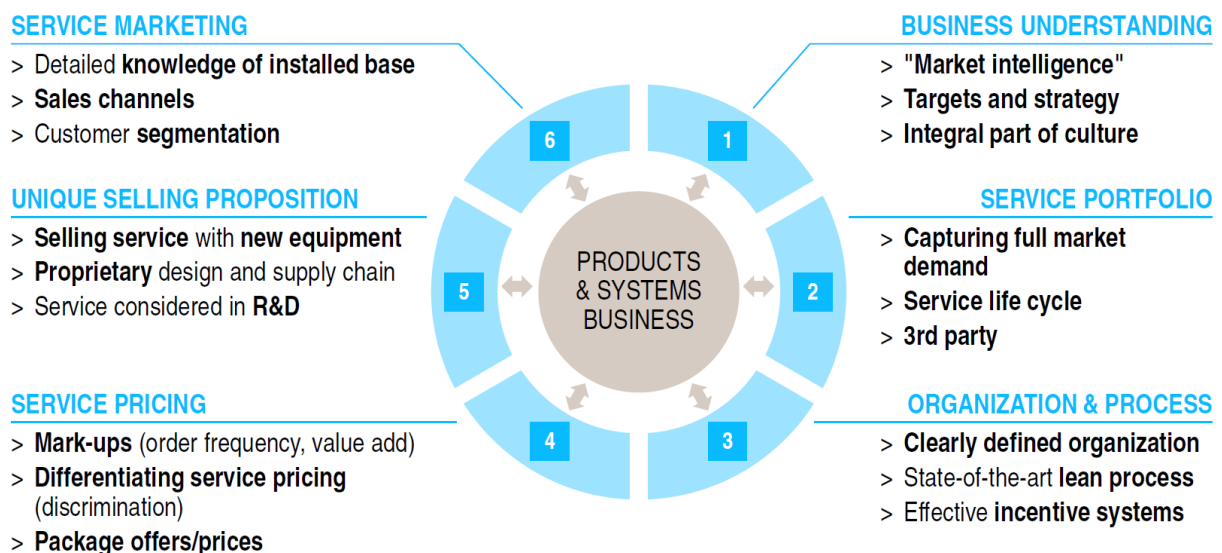 SERVICE MARKETING
> Detailed knowledge of installed base
> Sales channels
> Customer segmentation
UNIQUE SELLING PROPOSITION
> Selling service with new equipment
> Proprietary design and supply chain
> Service considered in R&D
SERVICE PRICING
> Mark-ups (order frequency, value add)
> Differentiating service pricing
(discrimination)
> Package offers/prices
6
5
4
PRODUCTS
& SYSTEMS
BUSINESS
1
2
3
BUSINESS UNDERSTANDING
> "Market intelligence"
> Targets and strategy
> Integral part of culture
SERVICE PORTFOLIO
> Capturing full market
demand
> Service life cycle
> 3rd party
ORGANIZATION & PROCESS
> Clearly defined organization
> State-of-the-art lean process
> Effective incentive systems